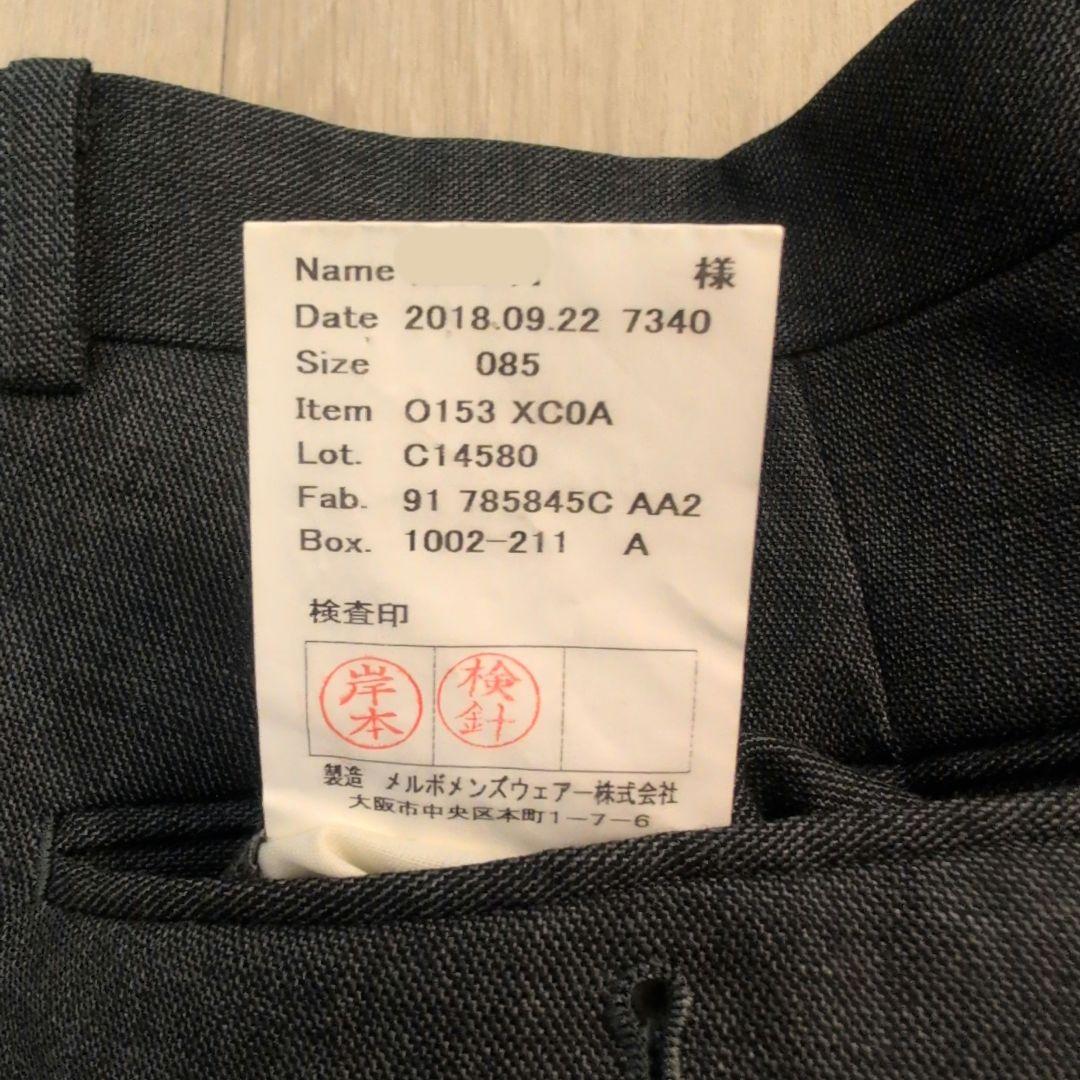 Name 様
Date 2018.09.22 7340
Size 085
Item O153 XC0A
Lot. C14580
Fab. 91 785845C AA2
Box. 1002-211 A
検査印
岸本 検針
製造 メルボメンズウェアー株式会社
大阪市中央区本町1-7-6